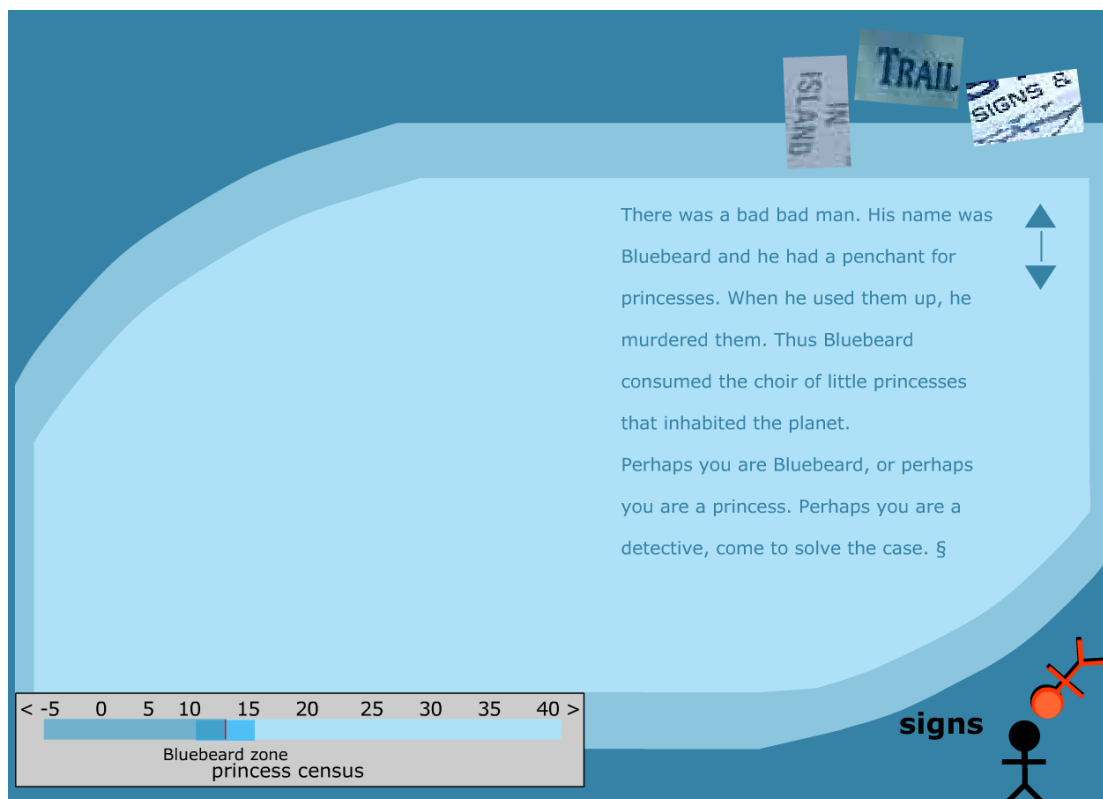 TRAIL
SIGNS &
IN
ISLAND
There was a bad bad man. His name was
Bluebeard and he had a penchant for
princesses. When he used them up, he
murdered them. Thus Bluebeard
consumed the choir of little princesses
that inhabited the planet.
Perhaps you are Bluebeard, or perhaps
you are a princess. Perhaps you are a
detective, come to solve the case. §
< -5 0 5 10 15 20 25 30 35 40 >
Bluebeard zone
princess census
signs